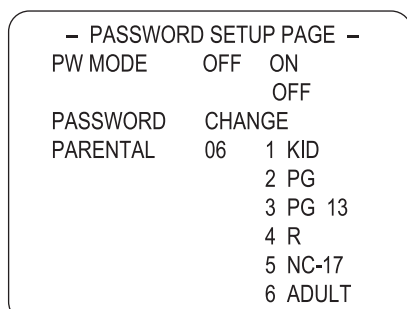 – PASSWORD SETUP PAGE –
PW MODE OFF ON
OFF
PASSWORD CHANGE
PARENTAL 06 1 KID
2 PG
3 PG 13
4 R
5 NC-17
6 ADULT